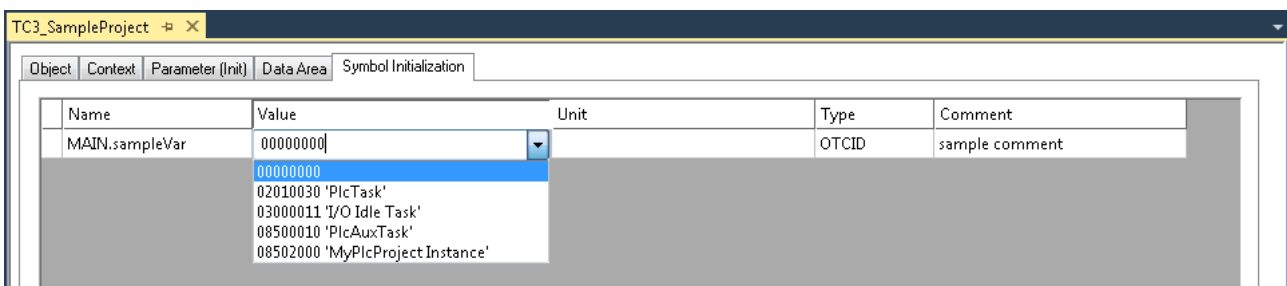 TC3_SampleProject
Object Context Parameter (Init) Data Area Symbol Initialization
Name Value Unit Type Comment
MAIN.sampleVar 00000000 OTCID sample comment
00000000
02010030 'PlcTask'
03000011 'I/O Idle Task'
08500010 'PlcAuxTask'
08502000 'MyPlcProject Instance'